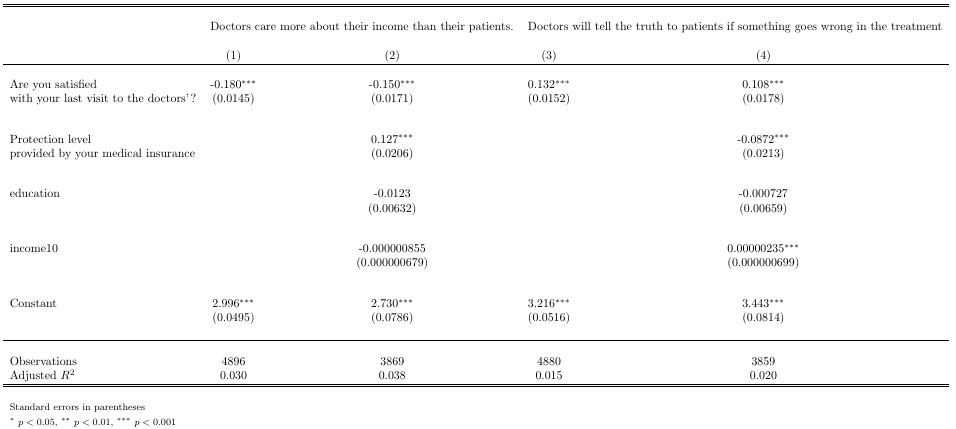 Doctors care more about their income than their patients. Doctors will tell the truth to patients if something goes wrong in the treatment
(1) (2) (3) (4)
Are you satisfied -0.180*** -0.150*** 0.132*** 0.108***
with your last visit to the doctors'? (0.0145) (0.0171) (0.0152) (0.0178)
Protection level 0.127*** -0.0872***
provided by your medical insurance (0.0206) (0.0213)
education -0.0123 -0.000727
(0.00632) (0.00659)
income10 -0.000000855 0.00000235***
(0.000000679) (0.000000699)
Constant 2.996*** 2.730*** 3.216*** 3.443***
(0.0495) (0.0786) (0.0516) (0.0814)
Observations 4896 3869 4880 3859
Adjusted R² 0.030 0.038 0.015 0.020
Standard errors in parentheses
* p < 0.05, ** p < 0.01, *** p < 0.001